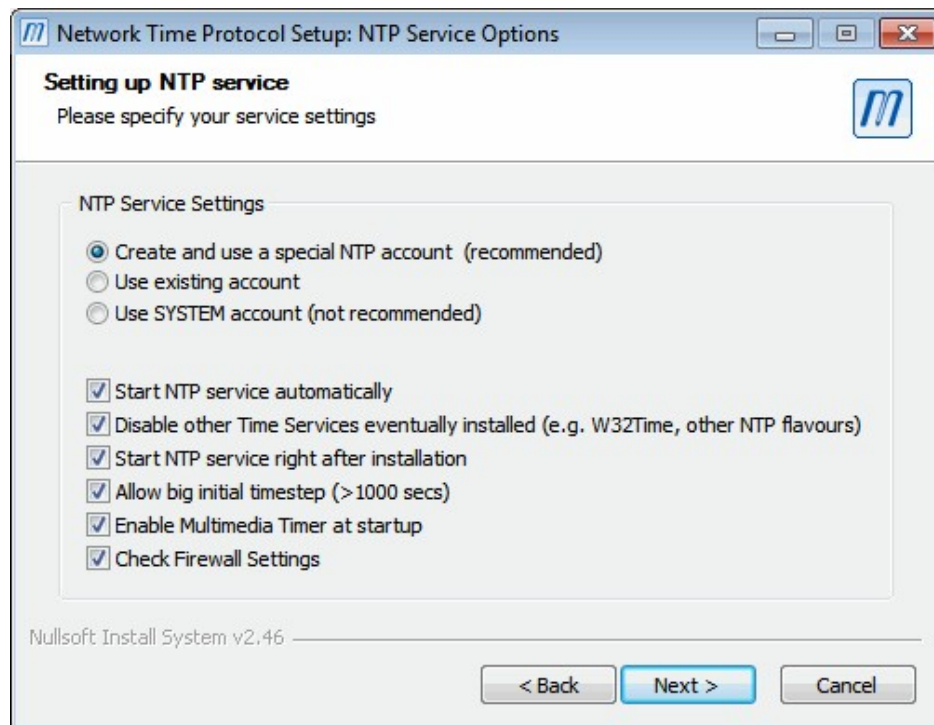 Network Time Protocol Setup: NTP Service Options
Setting up NTP service
Please specify your service settings
NTP Service Settings
Create and use a special NTP account (recommended)
Use existing account
Use SYSTEM account (not recommended)
Start NTP service automatically
Disable other Time Services eventually installed (e.g. W32Time, other NTP flavours)
Start NTP service right after installation
Allow big initial timestep (>1000 secs)
Enable Multimedia Timer at startup
Check Firewall Settings
Nullsoft Install System v2.46
< Back Next > Cancel